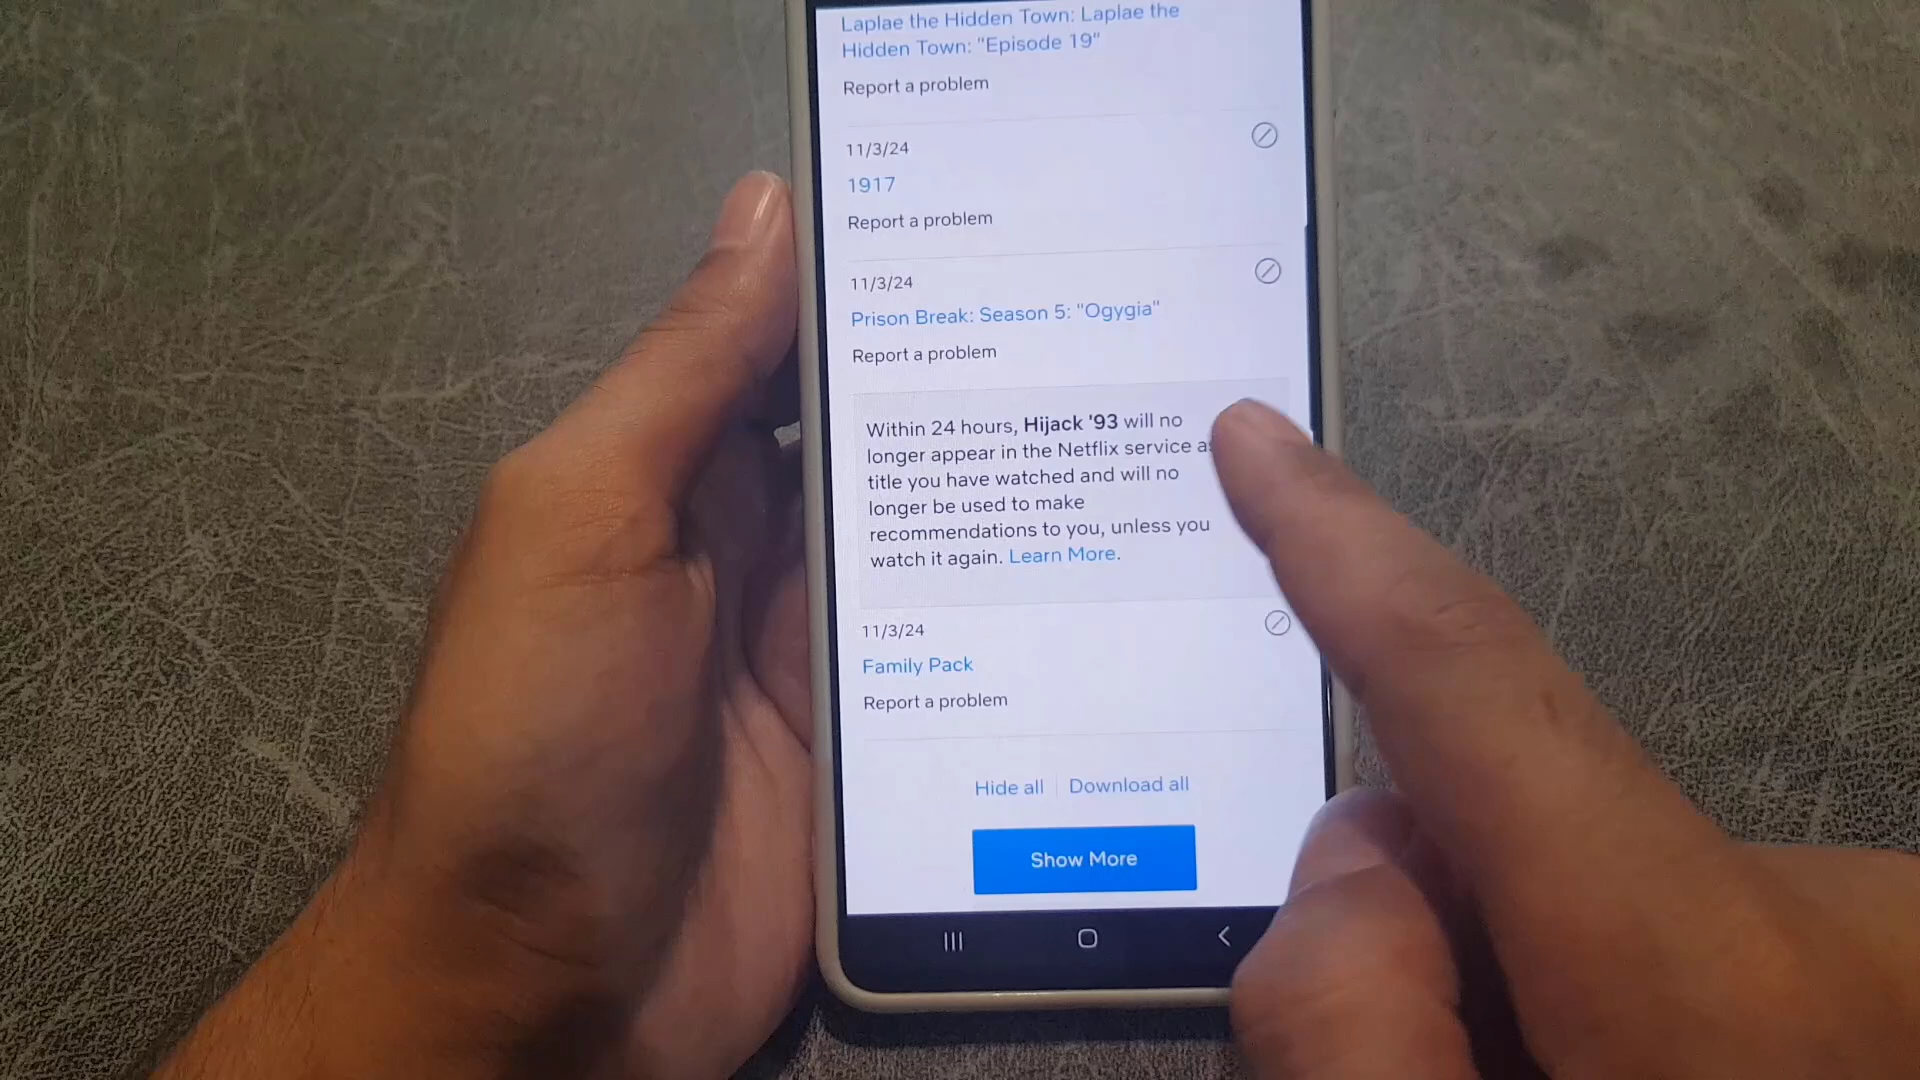 Laplae the Hidden Town: Laplae the
Hidden Town: "Episode 19"
Report a problem
11/3/24
1917
Report a problem
11/3/24
Prison Break: Season 5: "Ogygia"
Report a problem
Within 24 hours, Hijack '93 will no
longer appear in the Netflix service
title you have watched and will no
longer be used to make
recommendations to you, unless you
watch it again. Learn More.
11/3/24
Family Pack
Report a problem
Hide all Download all
Show More